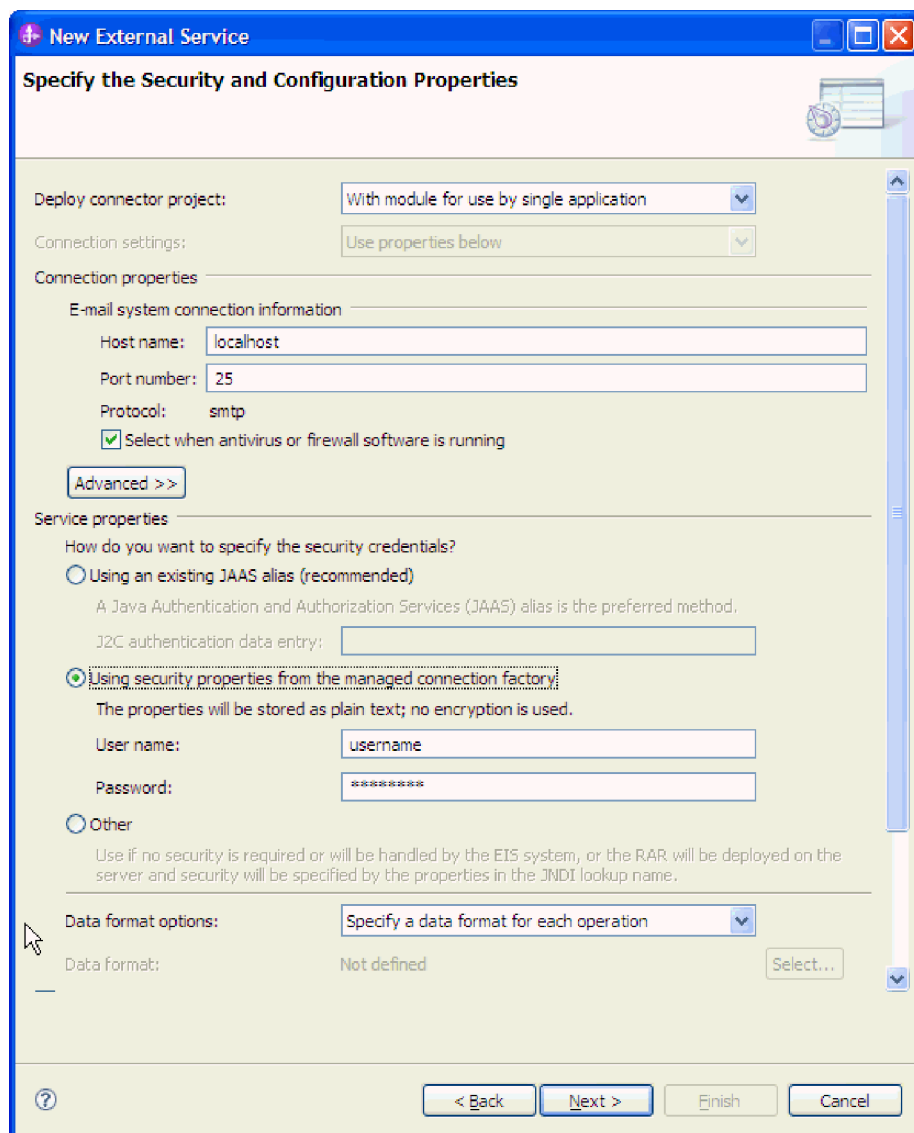 New External Service
Specify the Security and Configuration Properties
Deploy connector project: With module for use by single application
Connection settings: Use properties below
Connection properties
E-mail system connection information
Host name: localhost
Port number: 25
Protocol: smtp
Select when antivirus or firewall software is running
Advanced >>
Service properties
How do you want to specify the security credentials?
Using an existing JAAS alias (recommended)
A Java Authentication and Authorization Services (JAAS) alias is the preferred method.
J2C authentication data entry:
Using security properties from the managed connection factory
The properties will be stored as plain text; no encryption is used.
User name: username
Password: ********
Other
Use if no security is required or will be handled by the EIS system, or the RAR will be deployed on the
server and security will be specified by the properties in the JNDI lookup name.
Data format options: Specify a data format for each operation
Data format: Not defined Select...
? < Back Next > Finish Cancel